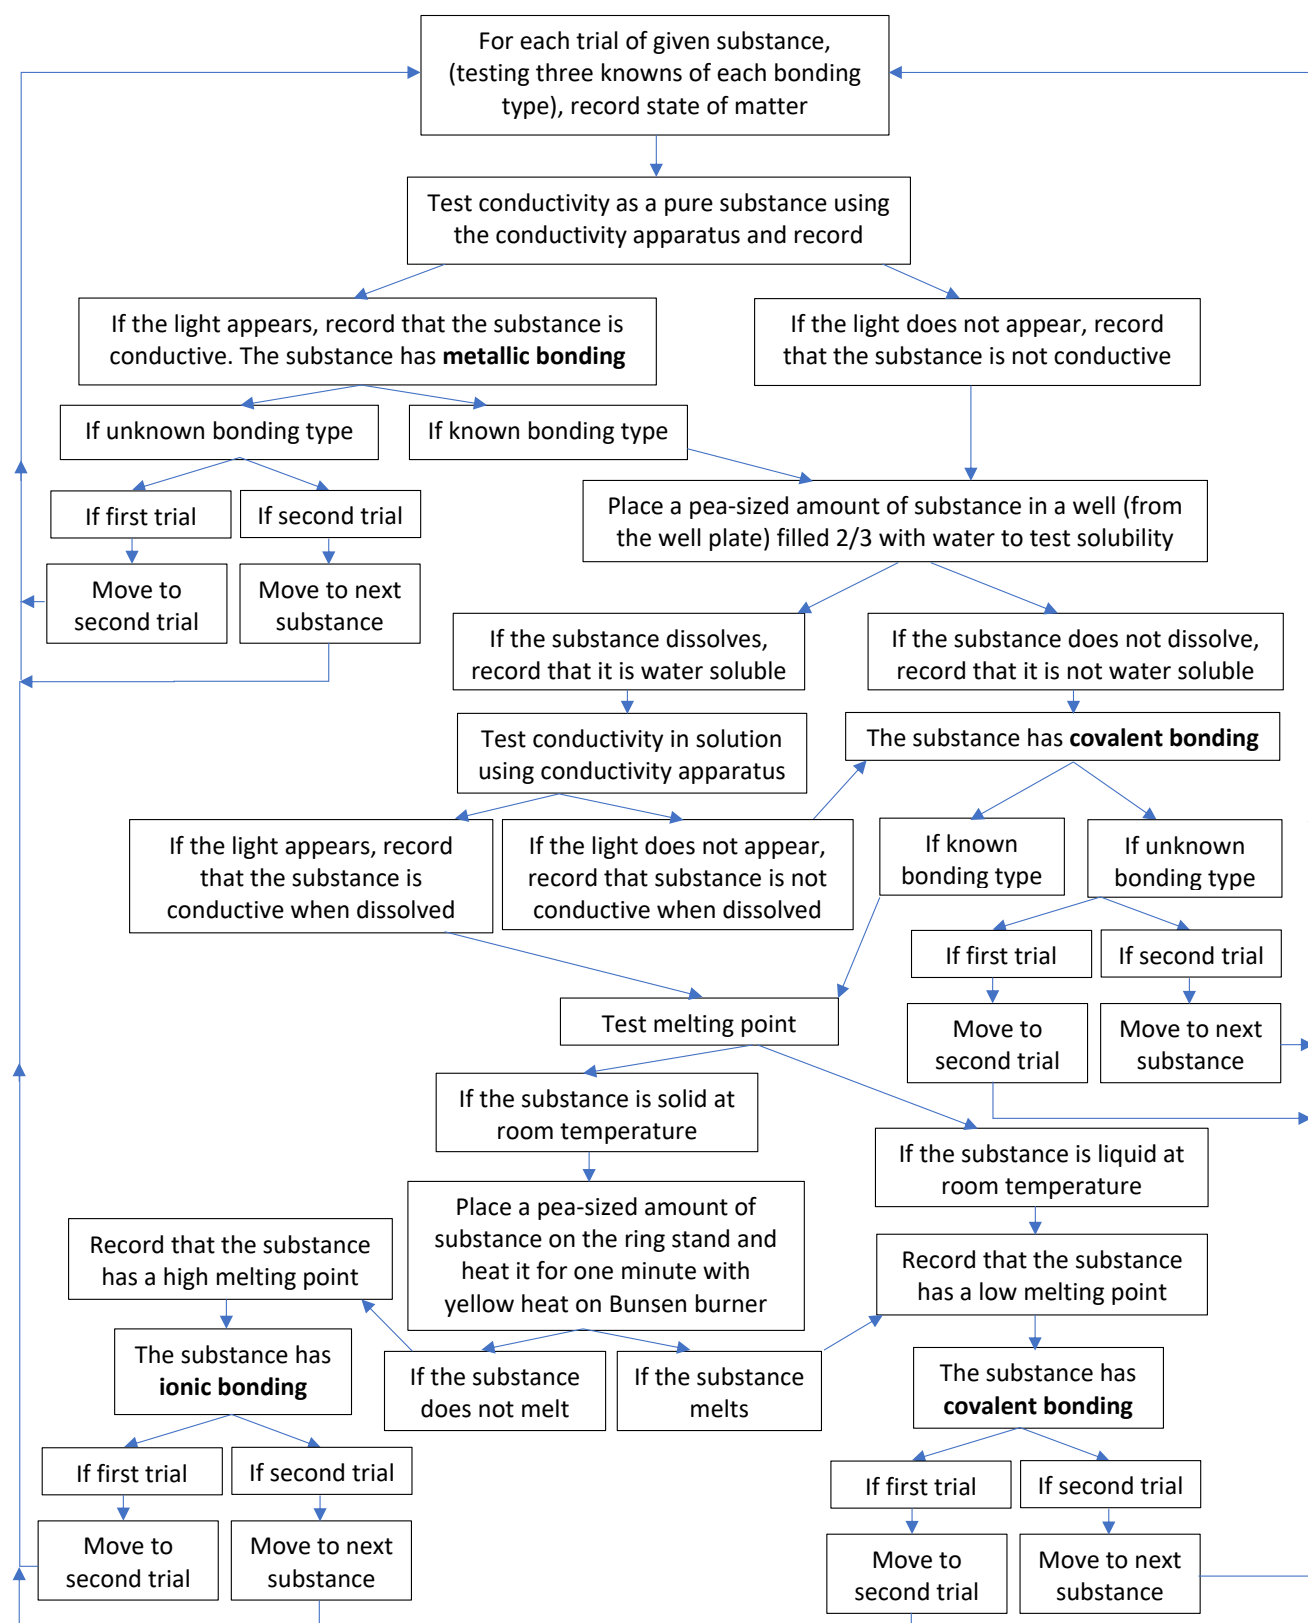 For each trial of given substance,
(testing three knowns of each bonding
type), record state of matter
Test conductivity as a pure substance using
the conductivity apparatus and record
If the light appears, record that the substance is
conductive. The substance has metallic bonding
If the light does not appear, record
that the substance is not conductive
If unknown bonding type
If known bonding type
If first trial
If second trial
Place a pea-sized amount of substance in a well (from
the well plate) filled 2/3 with water to test solubility
Move to
second trial
Move to next
substance
If the substance dissolves,
record that it is water soluble
If the substance does not dissolve,
record that it is not water soluble
Test conductivity in solution
using conductivity apparatus
The substance has covalent bonding
If the light appears, record
that the substance is
conductive when dissolved
If the light does not appear,
record that substance is not
conductive when dissolved
If known
bonding type
If unknown
bonding type
If first trial
If second trial
Test melting point
Move to
second trial
Move to next
substance
If the substance is solid at
room temperature
If the substance is liquid at
room temperature
Place a pea-sized amount of
substance on the ring stand and
heat it for one minute with
yellow heat on Bunsen burner
Record that the substance
has a high melting point
Record that the substance
has a low melting point
The substance has
ionic bonding
If the substance
does not melt
If the substance
melts
The substance has
covalent bonding
If first trial
If second trial
If first trial
If second trial
Move to
second trial
Move to next
substance
Move to
second trial
Move to next
substance